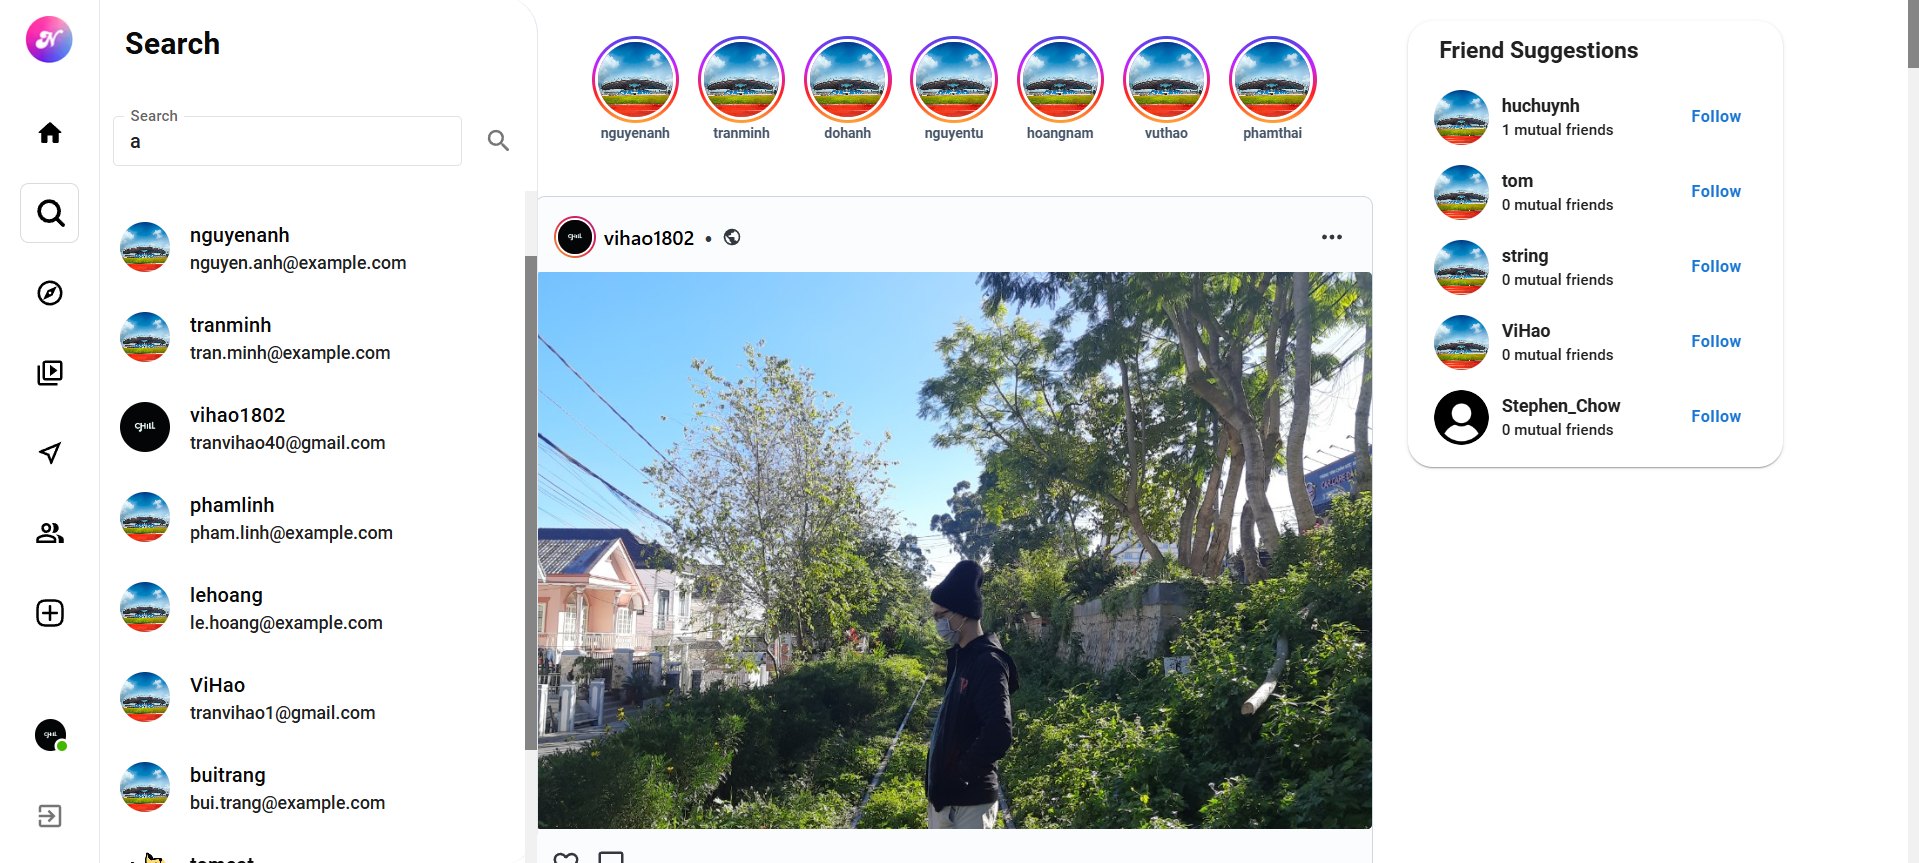 N
Search
Search
a
nguyenanh
nguyen.anh@example.com
tranminh
tran.minh@example.com
vihao1802
tranvihao40@gmail.com
phamlinh
pham.linh@example.com
lehoang
le.hoang@example.com
ViHao
tranvihao1@gmail.com
buitrang
bui.trang@example.com
nguyenanh
tranminh
dohanh
nguyentu
hoangnam
vuthao
phamthai
vihao1802 •
Friend Suggestions
huchuynh
1 mutual friends
Follow
tom
0 mutual friends
Follow
string
0 mutual friends
Follow
ViHao
0 mutual friends
Follow
Stephen_Chow
0 mutual friends
Follow